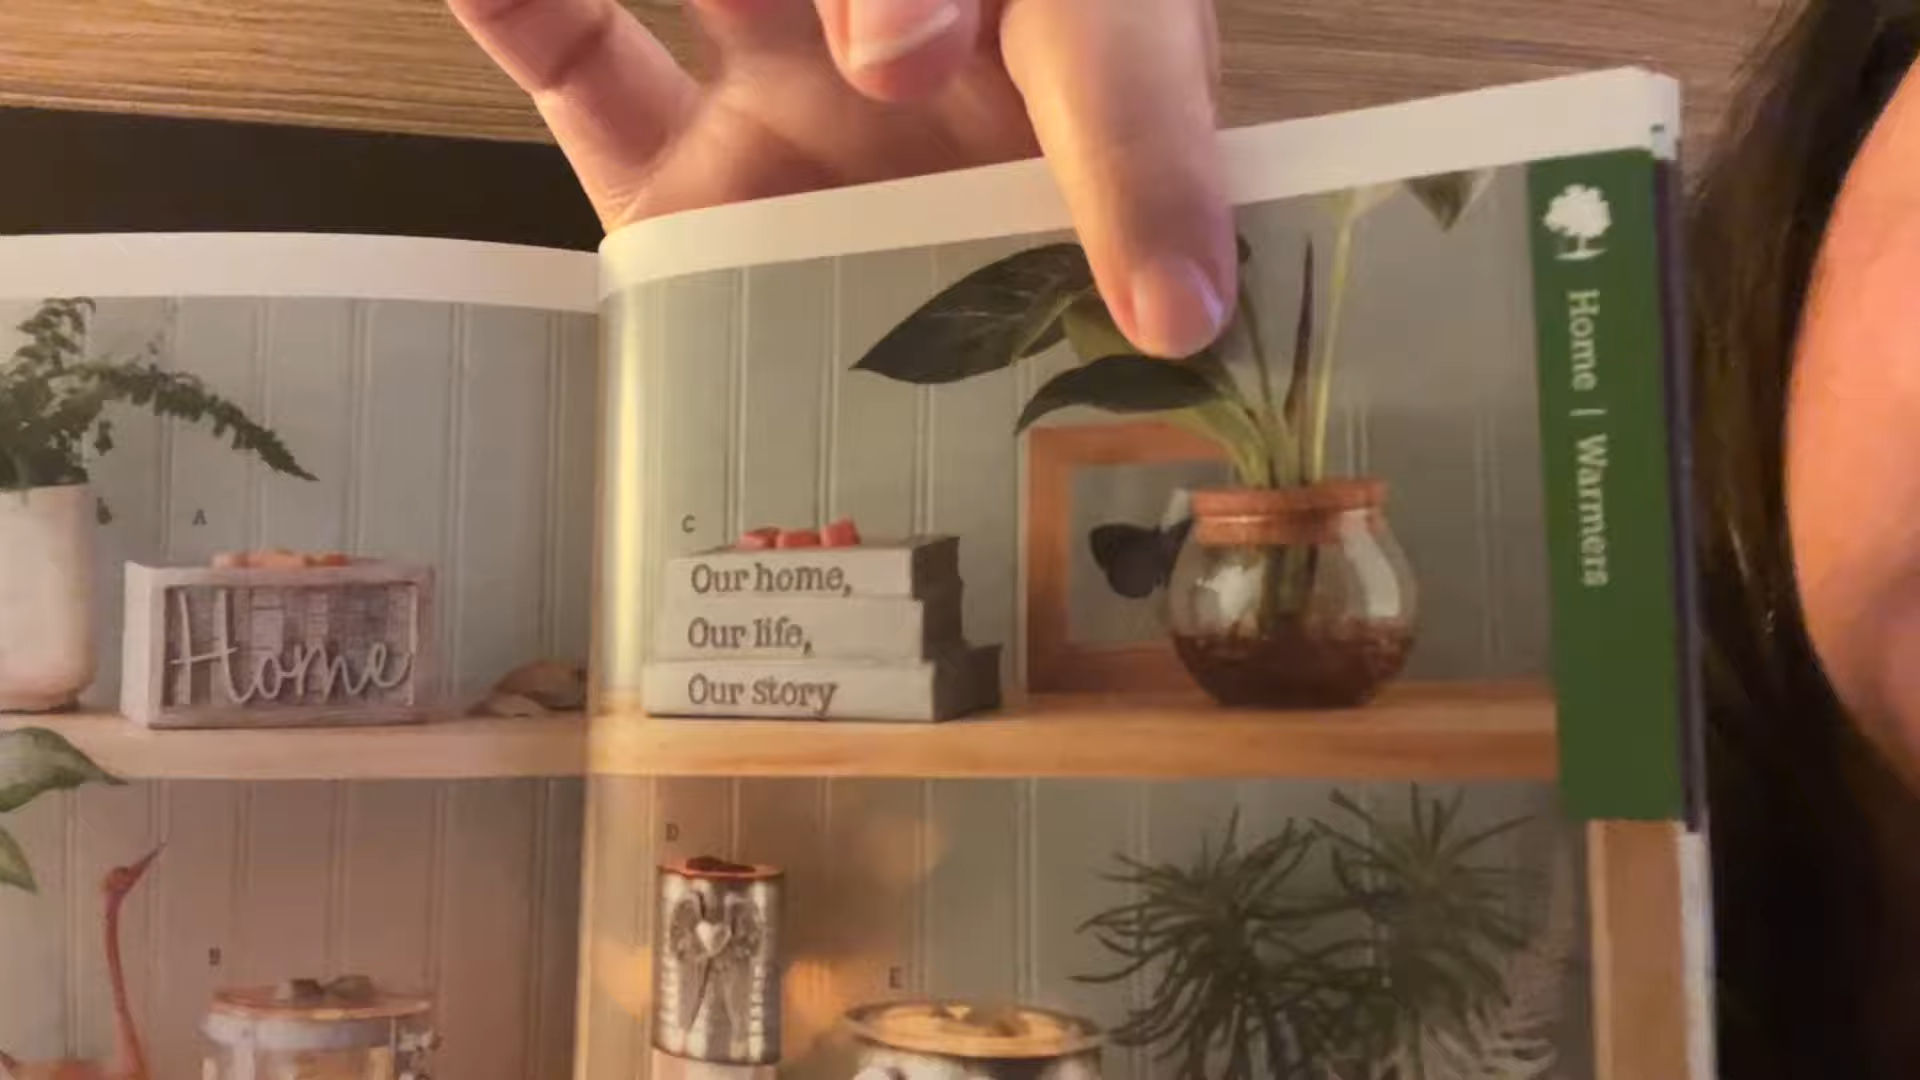 A
Home
B
C
Our home,
Our life,
Our story
D
E
Home | Warmers